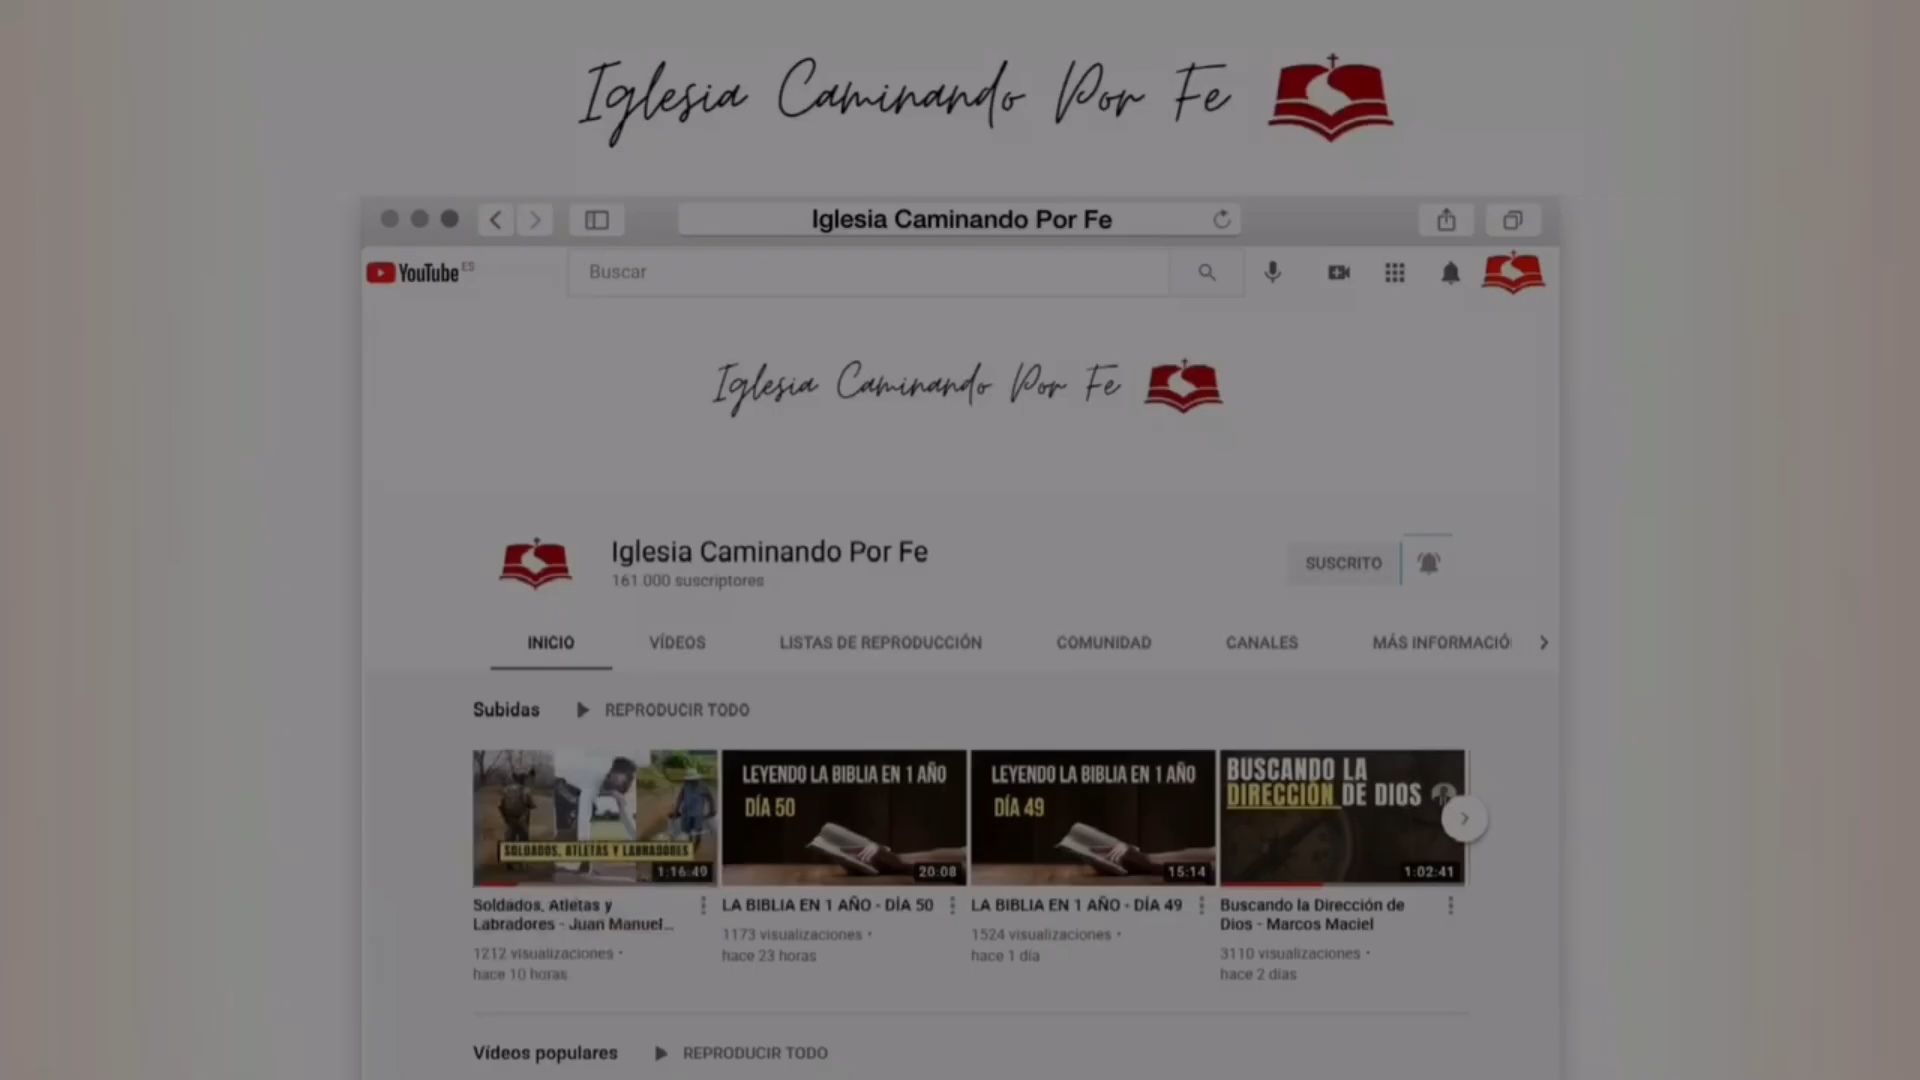 Iglesia Caminando Por Fe
Iglesia Caminando Por Fe
YouTube ES
Buscar
Iglesia Caminando Por Fe
Iglesia Caminando Por Fe
161.000 suscriptores
SUSCRITO
INICIO VÍDEOS LISTAS DE REPRODUCCIÓN COMUNIDAD CANALES MÁS INFORMACIÓ
Subidas REPRODUCIR TODO
SOLDADOS, ATLETAS Y LABRADORES
1:16:49
LEYENDO LA BIBLIA EN 1 AÑO
DÍA 50
20:08
LEYENDO LA BIBLIA EN 1 AÑO
DÍA 49
15:14
BUSCANDO LA
DIRECCIÓN DE DIOS
1:02:41
Soldados, Atletas y
Labradores - Juan Manuel...
1212 visualizaciones •
hace 10 horas
LA BIBLIA EN 1 AÑO - DÍA 50
1173 visualizaciones •
hace 23 horas
LA BIBLIA EN 1 AÑO - DÍA 49
1524 visualizaciones •
hace 1 día
Buscando la Dirección de
Dios - Marcos Maciel
3110 visualizaciones •
hace 2 días
Vídeos populares REPRODUCIR TODO